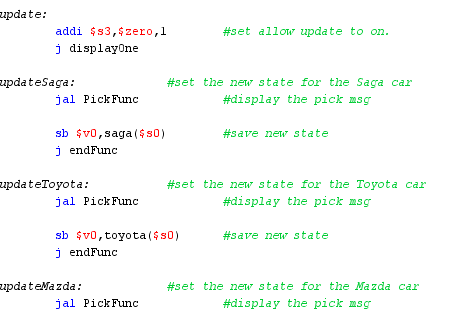 update:
addi $s3,$zero,1 #set allow update to on.
j displayOne
updateSaga: #set the new state for the Saga car
jal PickFunc #display the pick msg
sb $v0,saga($s0) #save new state
j endFunc
updateToyota: #set the new state for the Toyota car
jal PickFunc #display the pick msg
sb $v0,toyota($s0) #save new state
j endFunc
updateMazda: #set the new state for the Mazda car
jal PickFunc #display the pick msg